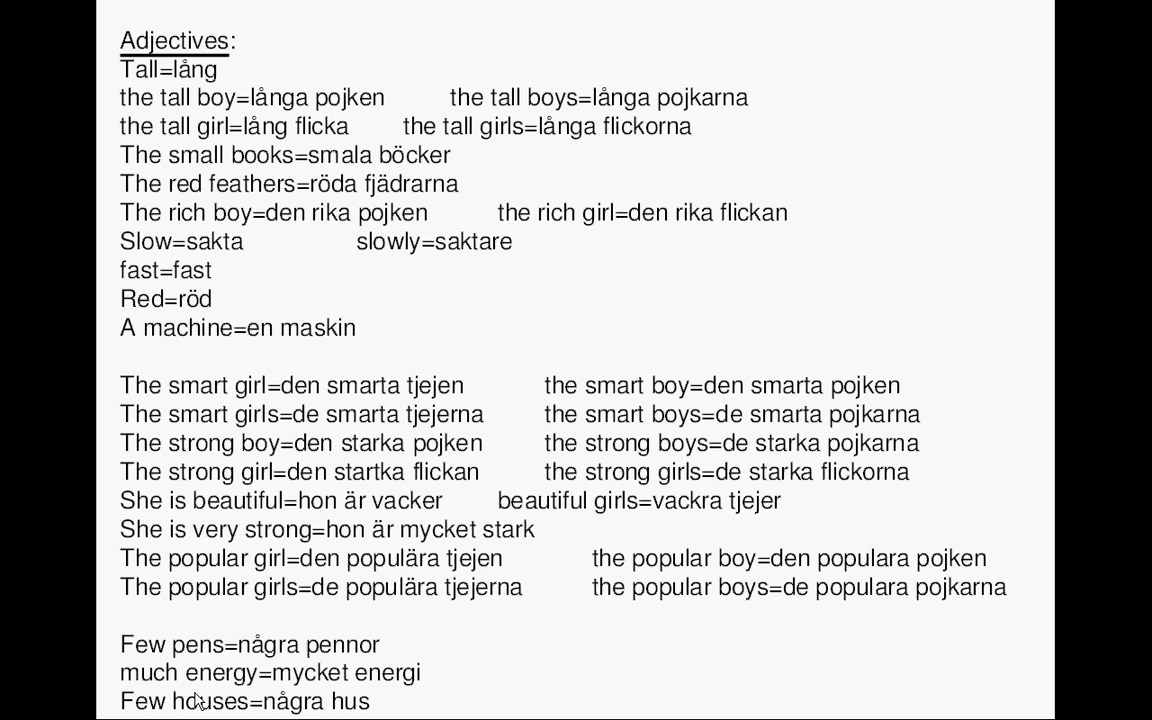 Adjectives:
Tall=lång
the tall boy=långa pojken the tall boys=långa pojkarna
the tall girl=lång flicka the tall girls=långa flickorna
The small books=smala böcker
The red feathers=röda fjädrarna
The rich boy=den rika pojken the rich girl=den rika flickan
Slow=sakta slowly=saktare
fast=fast
Red=röd
A machine=en maskin
The smart girl=den smarta tjejen the smart boy=den smarta pojken
The smart girls=de smarta tjejerna the smart boys=de smarta pojkarna
The strong boy=den starka pojken the strong boys=de starka pojkarna
The strong girl=den startka flickan the strong girls=de starka flickorna
She is beautiful=hon är vacker beautiful girls=vackra tjejer
She is very strong=hon är mycket stark
The popular girl=den populära tjejen the popular boy=den populara pojken
The popular girls=de populära tjejerna the popular boys=de populara pojkarna
Few pens=några pennor
much energy=mycket energi
Few houses=några hus